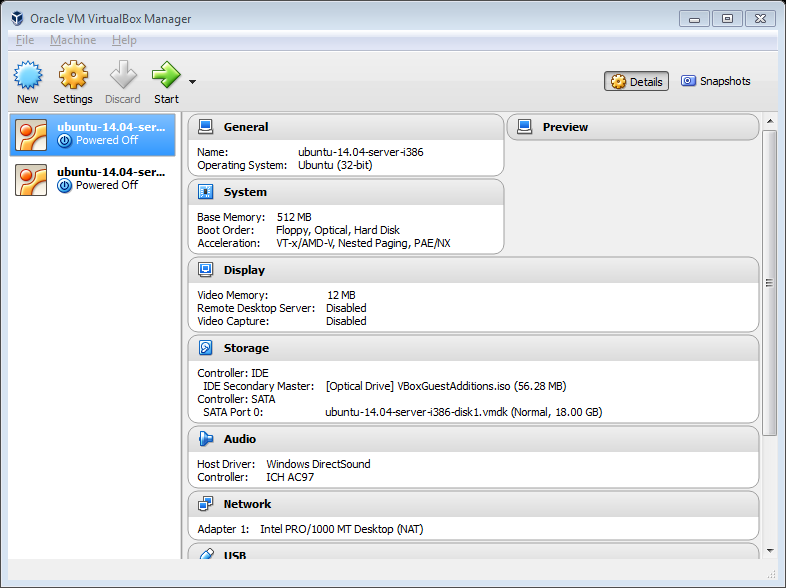 Oracle VM VirtualBox Manager
File Machine Help
New Settings Discard Start
Details Snapshots
ubuntu-14.04-ser...
Powered Off
ubuntu-14.04-ser...
Powered Off
General
Name: ubuntu-14.04-server-i386
Operating System: Ubuntu (32-bit)
Preview
System
Base Memory: 512 MB
Boot Order: Floppy, Optical, Hard Disk
Acceleration: VT-x/AMD-V, Nested Paging, PAE/NX
Display
Video Memory: 12 MB
Remote Desktop Server: Disabled
Video Capture: Disabled
Storage
Controller: IDE
IDE Secondary Master: [Optical Drive] VBoxGuestAdditions.iso (56.28 MB)
Controller: SATA
SATA Port 0: ubuntu-14.04-server-i386-disk1.vmdk (Normal, 18.00 GB)
Audio
Host Driver: Windows DirectSound
Controller: ICH AC97
Network
Adapter 1: Intel PRO/1000 MT Desktop (NAT)
USB